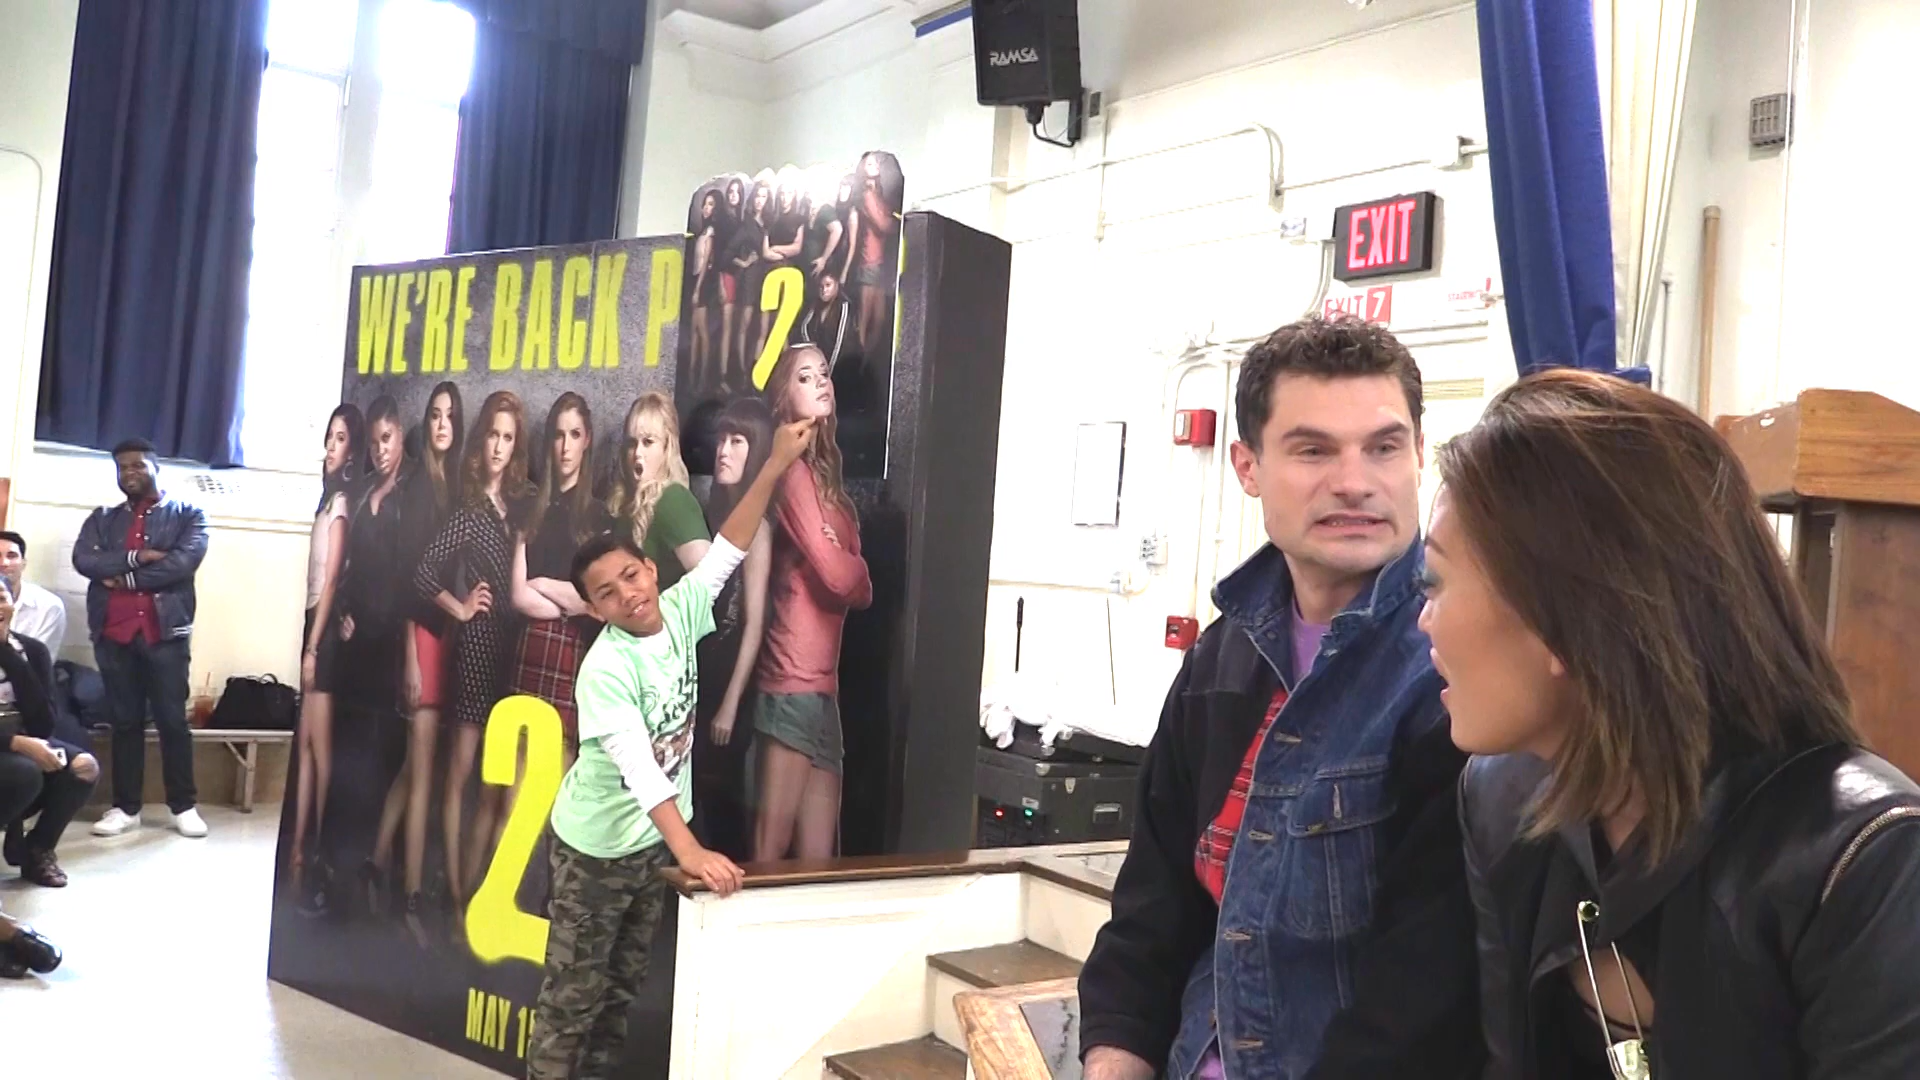 RAMSA
EXIT
EXIT 7
WE'RE BACK P
2
2
MAY 1